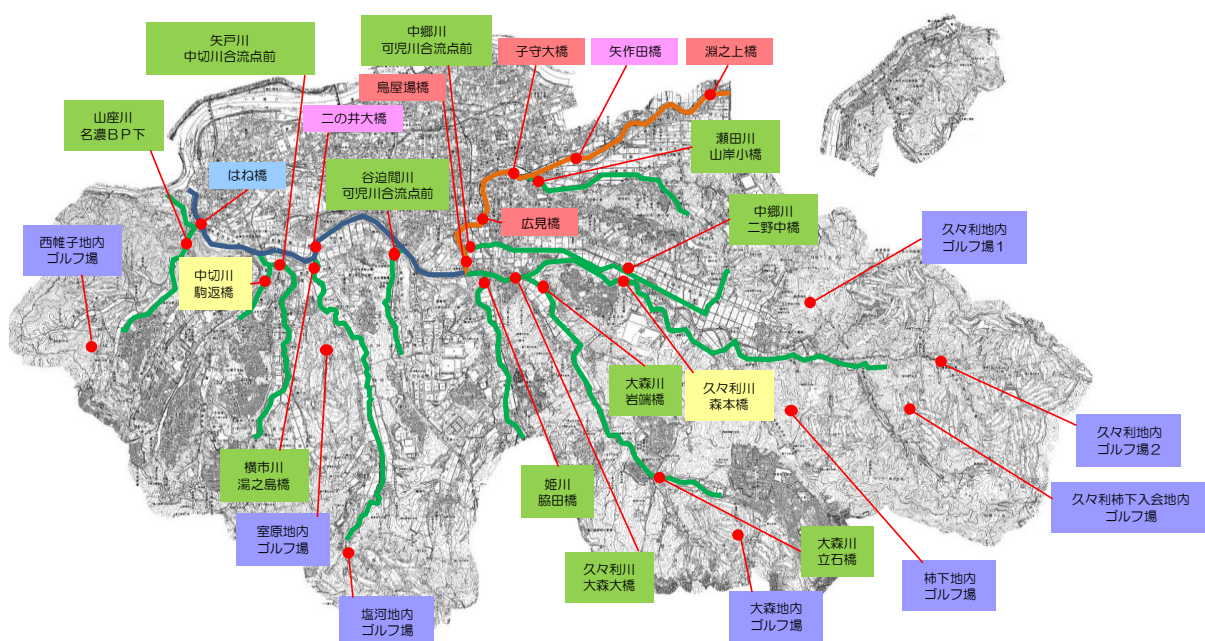 矢戸川
中切川合流点前
中郷川
可児川合流点前
子守大橋
矢作田橋
淵之上橋
鳥屋場橋
山座川
名濃BP下
二の井大橋
瀬田川
山岸小橋
はね橋
谷迫間川
可児川合流点前
広見橋
中郷川
二野中橋
久々利地内
ゴルフ場1
西帷子地内
ゴルフ場
中切川
駒返橋
大森川
岩端橋
久々利川
森本橋
久々利地内
ゴルフ場2
横市川
湯之島橋
姫川
脇田橋
久々利柿下入会地内
ゴルフ場
室原地内
ゴルフ場
久々利川
大森大橋
大森川
立石橋
柿下地内
ゴルフ場
塩河地内
ゴルフ場
大森地内
ゴルフ場